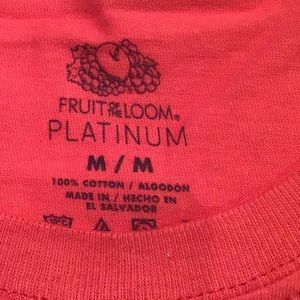 FRUIT OF THE LOOM®
PLATINUM
M / M
100% COTTON / ALGODÓN
MADE IN / HECHO EN
EL SALVADOR